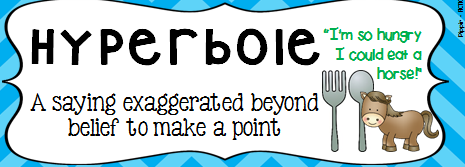 Hyperbole
"I'm so hungry
I could eat a
horse!"
A saying exaggerated beyond
belief to make a point